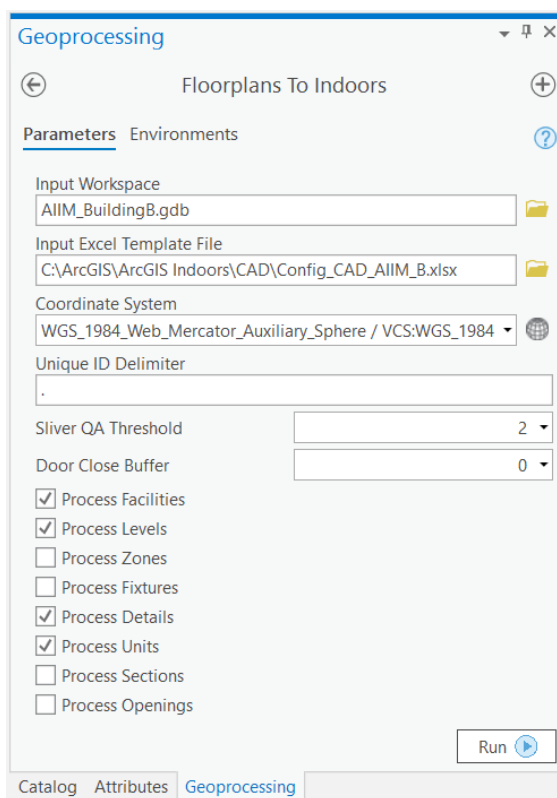 Geoprocessing
Floorplans To Indoors
Parameters Environments
Input Workspace
AIIM_BuildingB.gdb
Input Excel Template File
C:\ArcGIS\ArcGIS Indoors\CAD\Config_CAD_AIIM_B.xlsx
Coordinate System
WGS_1984_Web_Mercator_Auxiliary_Sphere / VCS:WGS_1984
Unique ID Delimiter
.
Sliver QA Threshold 2
Door Close Buffer 0
Process Facilities
Process Levels
Process Zones
Process Fixtures
Process Details
Process Units
Process Sections
Process Openings
Run
Catalog Attributes Geoprocessing